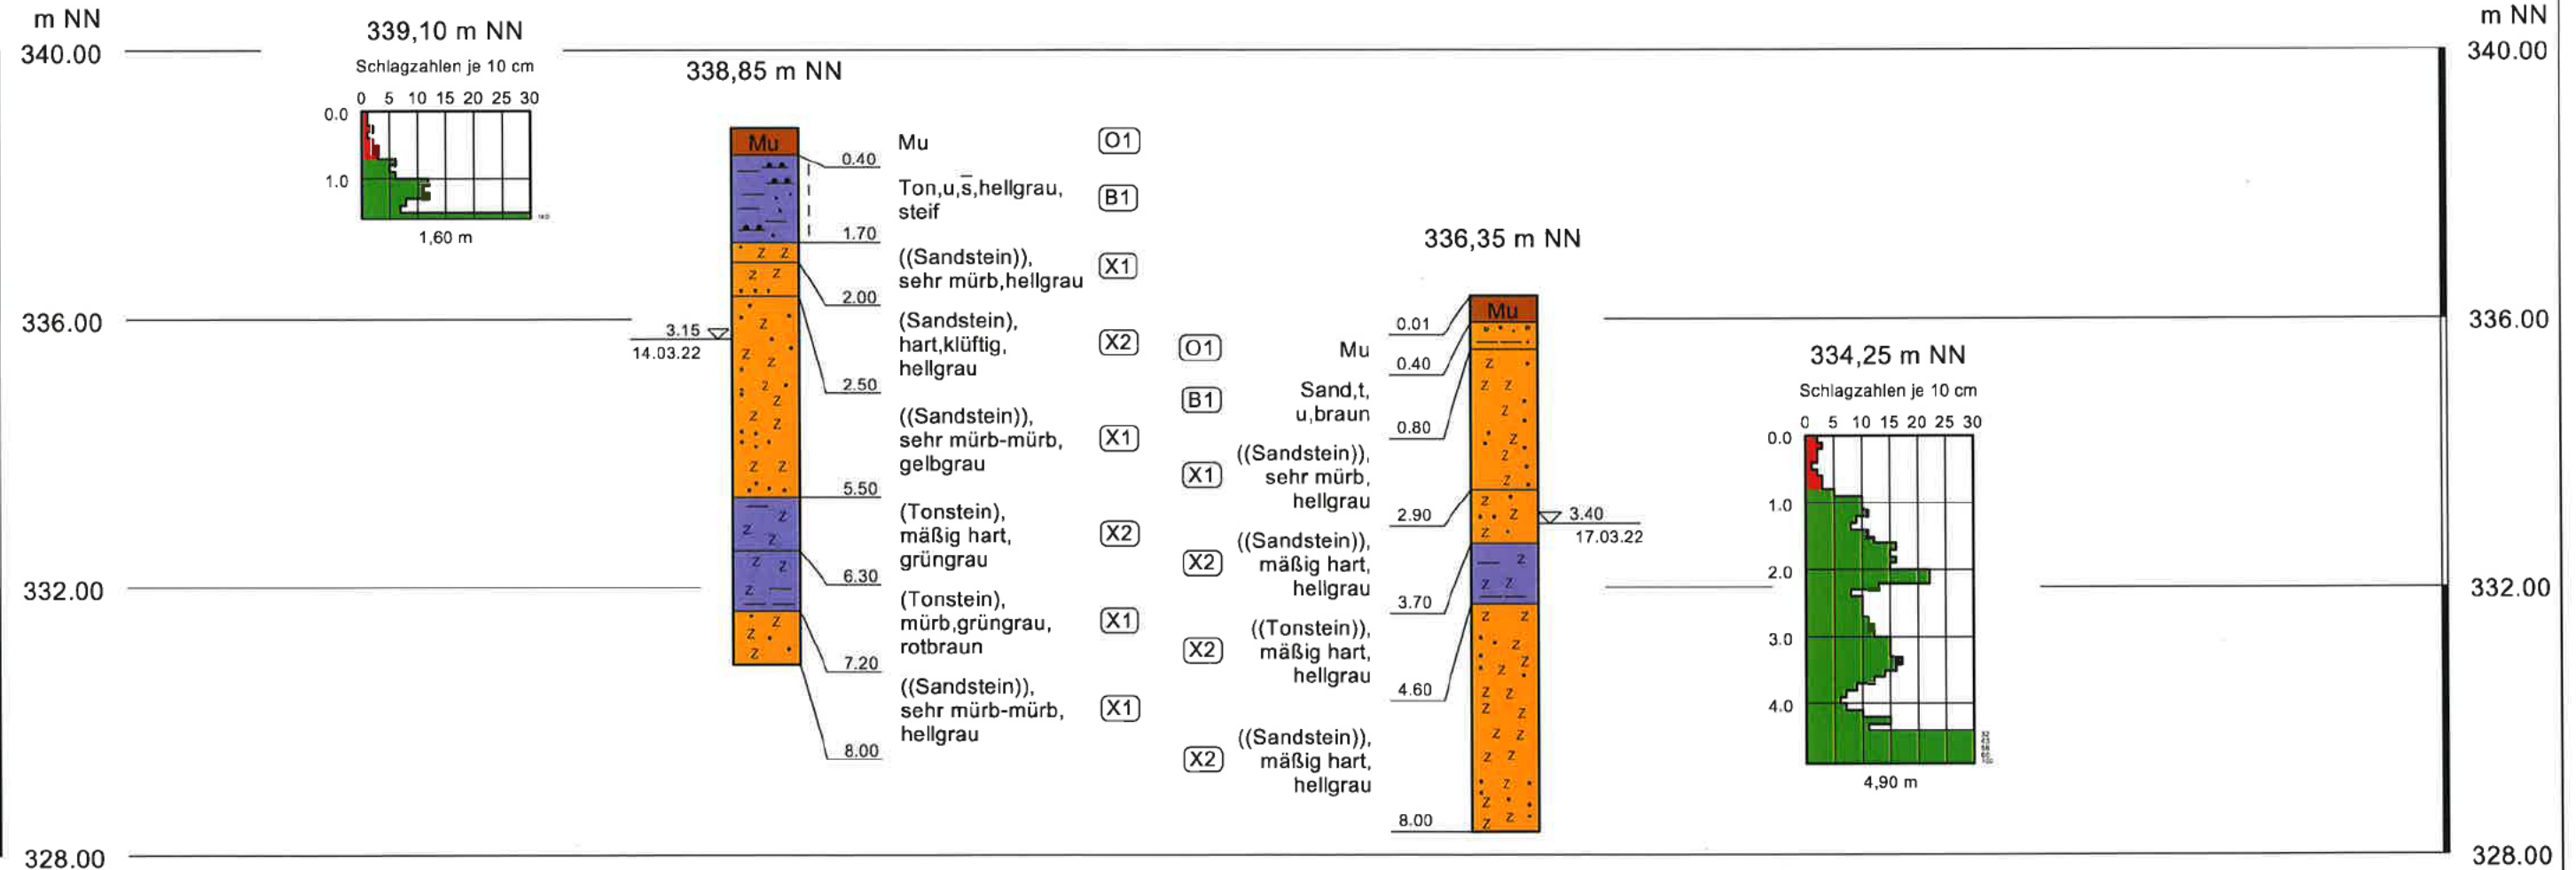 m NN
340.00
336.00
332.00
328.00
339,10 m NN
Schlagzahlen je 10 cm
0 5 10 15 20 25 30
0.0
1.0
1,60 m
338,85 m NN
Mu
3.15
14.03.22
0.40
1.70
2.00
2.50
5.50
6.30
7.20
8.00
Mu
O1
Ton,u,s̅,hellgrau,
steif
B1
((Sandstein)),
sehr mürb,hellgrau
X1
(Sandstein),
hart,klüftig,
hellgrau
X2
((Sandstein)),
sehr mürb-mürb,
gelbgrau
X1
(Tonstein),
mäßig hart,
grüngrau
X2
(Tonstein),
mürb,grüngrau,
rotbraun
X1
((Sandstein)),
sehr mürb-mürb,
hellgrau
X1
336,35 m NN
Mu
O1
Mu
B1
Sand,t,
u,braun
X1
((Sandstein)),
sehr mürb,
hellgrau
X2
((Sandstein)),
mäßig hart,
hellgrau
X2
((Tonstein)),
mäßig hart,
hellgrau
X2
((Sandstein)),
mäßig hart,
hellgrau
0.01
0.40
0.80
2.90
3.70
4.60
8.00
3.40
17.03.22
334,25 m NN
Schlagzahlen je 10 cm
0 5 10 15 20 25 30
0.0
1.0
2.0
3.0
4.0
4,90 m
m NN
340.00
336.00
332.00
328.00